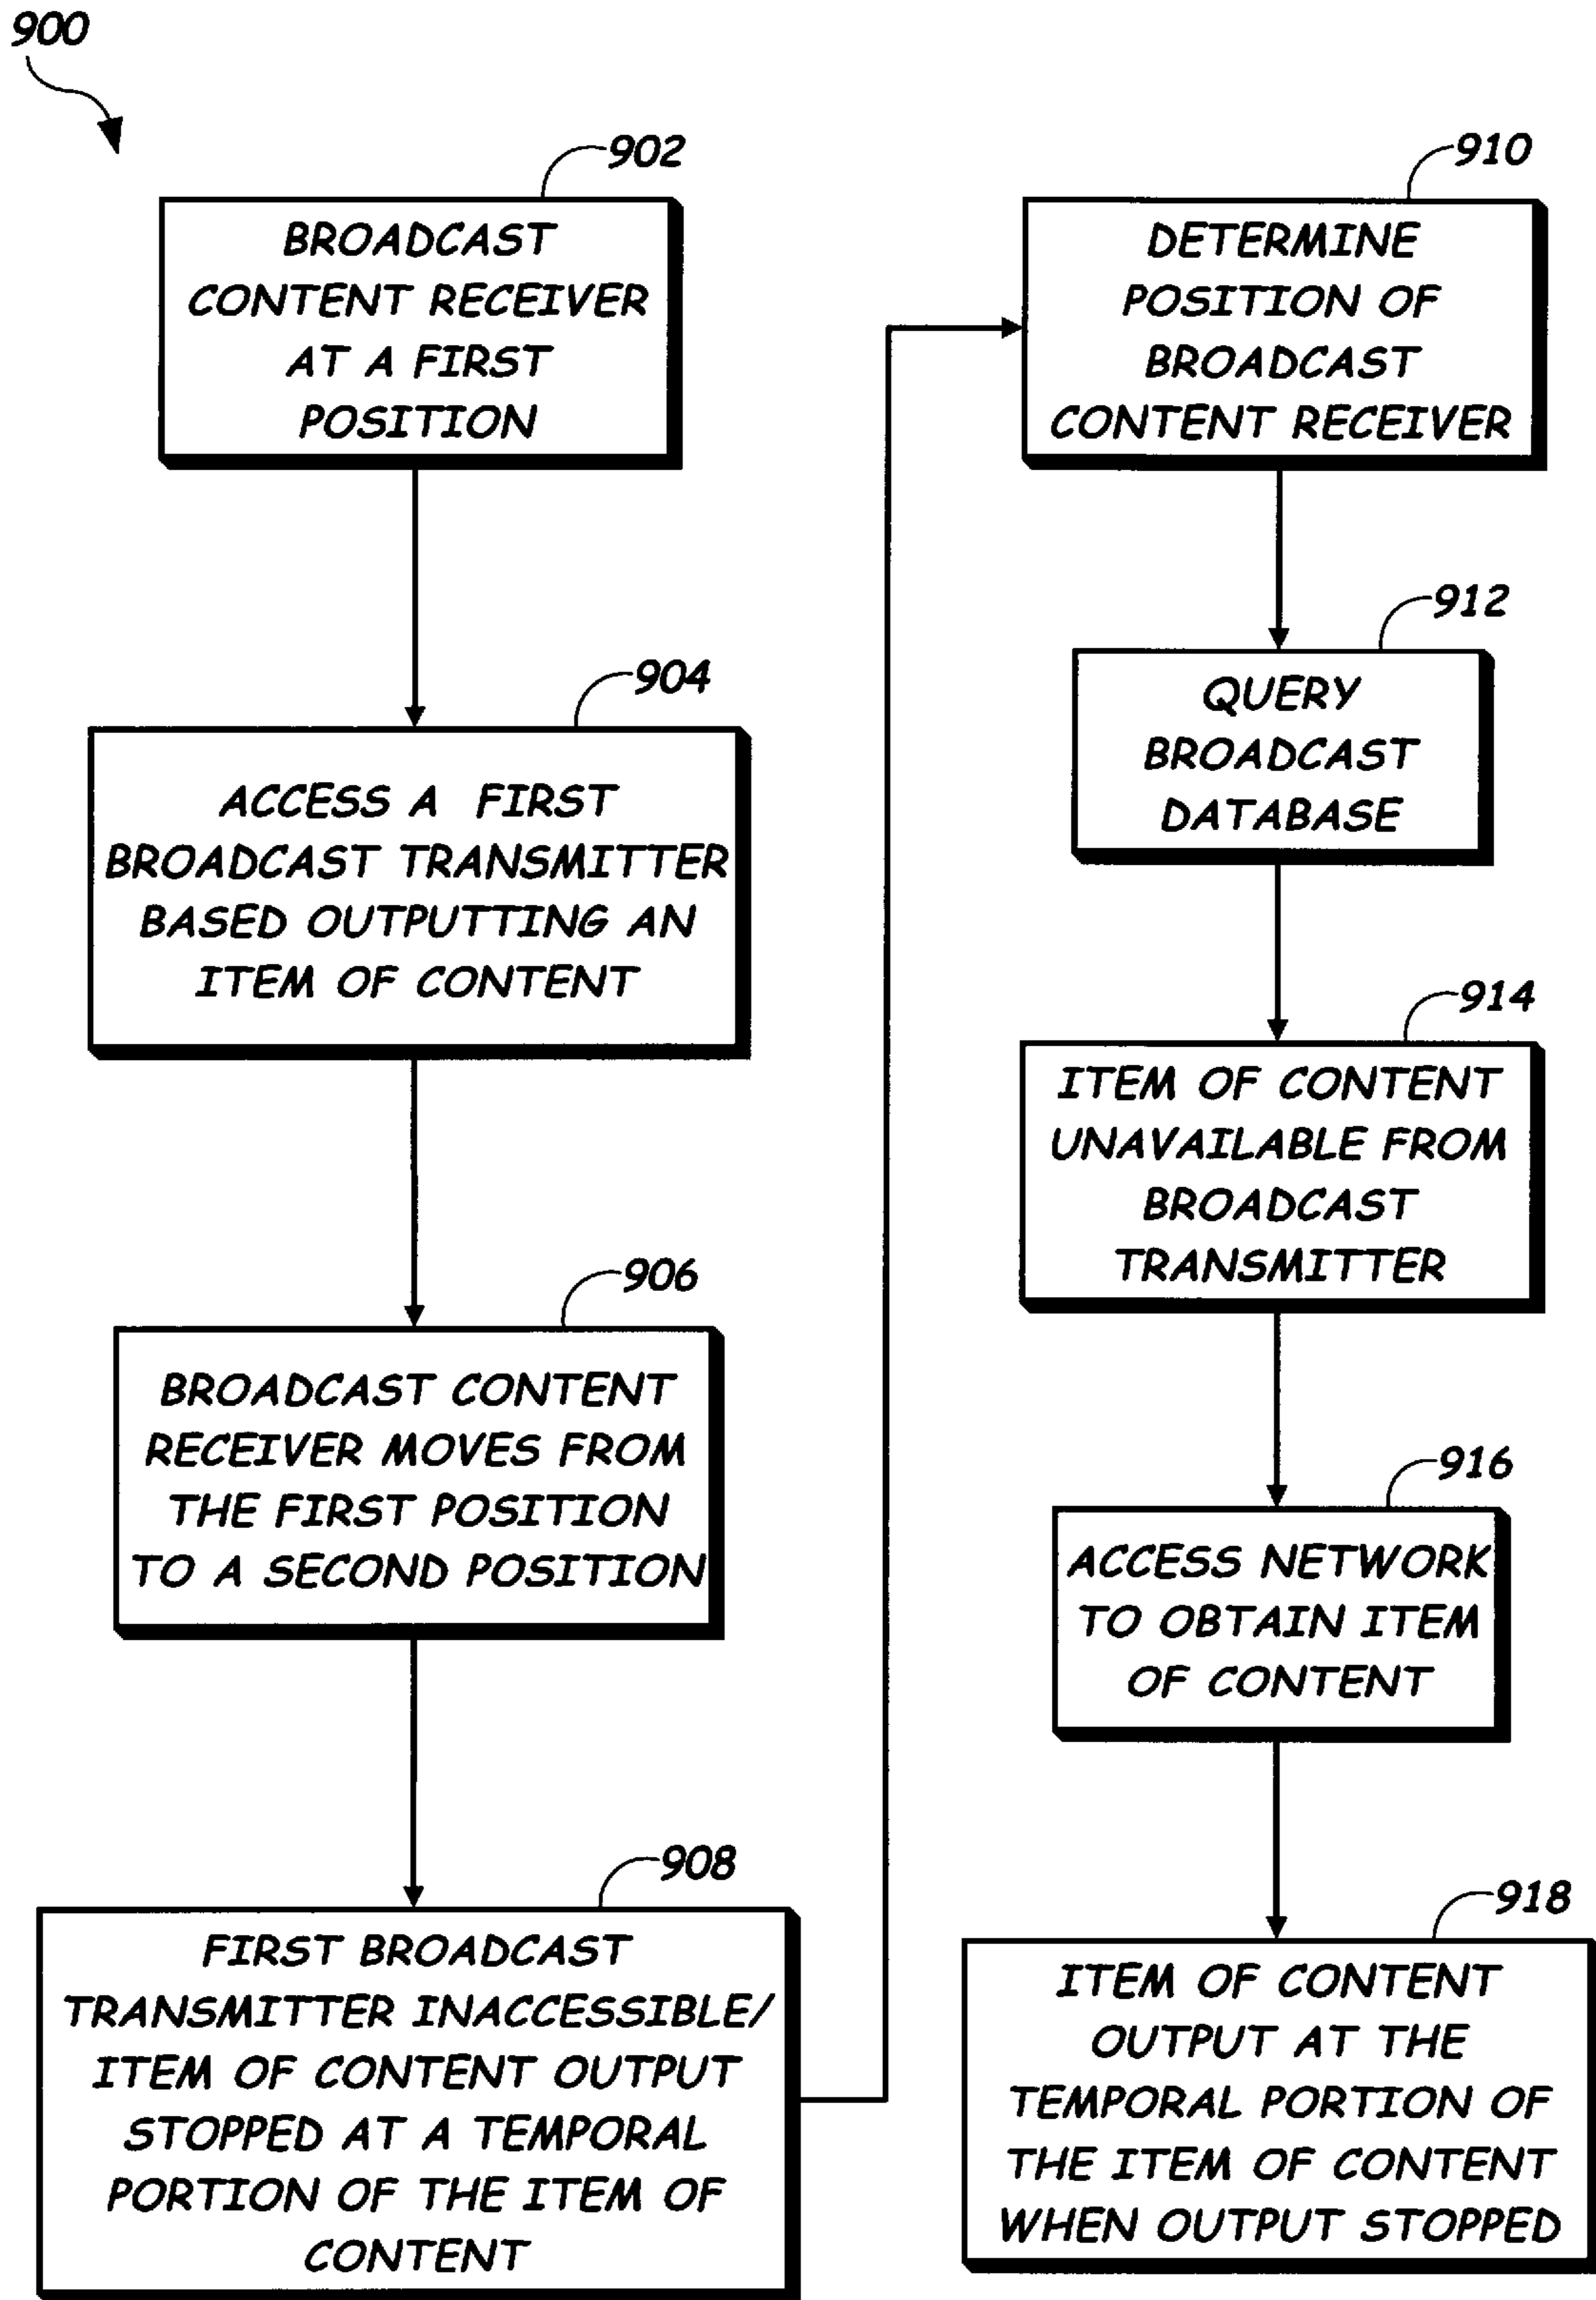 900
902
BROADCAST
CONTENT RECEIVER
AT A FIRST
POSITION
904
ACCESS A FIRST
BROADCAST TRANSMITTER
BASED OUTPUTTING AN
ITEM OF CONTENT
906
BROADCAST CONTENT
RECEIVER MOVES FROM
THE FIRST POSITION
TO A SECOND POSITION
908
FIRST BROADCAST
TRANSMITTER INACCESSIBLE/
ITEM OF CONTENT OUTPUT
STOPPED AT A TEMPORAL
PORTION OF THE ITEM OF
CONTENT
910
DETERMINE
POSITION OF
BROADCAST
CONTENT RECEIVER
912
QUERY
BROADCAST
DATABASE
914
ITEM OF CONTENT
UNAVAILABLE FROM
BROADCAST
TRANSMITTER
916
ACCESS NETWORK
TO OBTAIN ITEM
OF CONTENT
918
ITEM OF CONTENT
OUTPUT AT THE
TEMPORAL PORTION OF
THE ITEM OF CONTENT
WHEN OUTPUT STOPPED